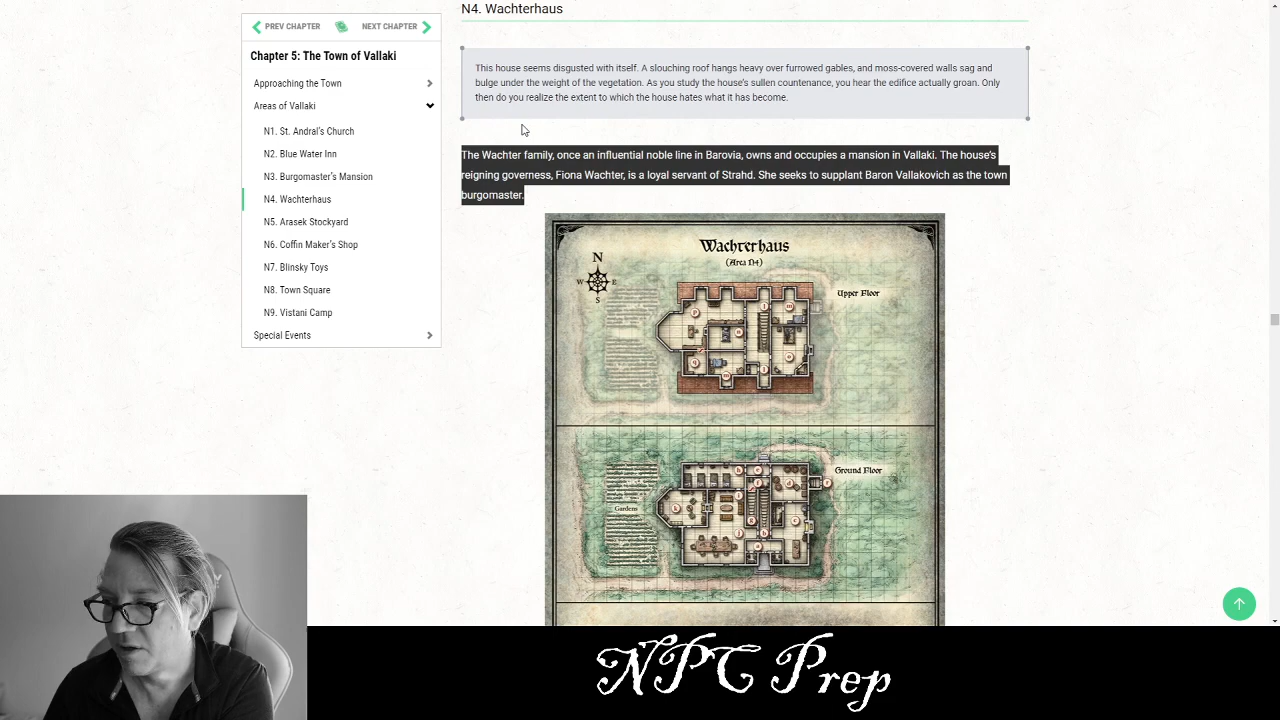 PREV CHAPTER
NEXT CHAPTER
Chapter 5: The Town of Vallaki
Approaching the Town
Areas of Vallaki
N1. St. Andral's Church
N2. Blue Water Inn
N3. Burgomaster's Mansion
N4. Wachterhaus
N5. Arasek Stockyard
N6. Coffin Maker's Shop
N7. Blinsky Toys
N8. Town Square
N9. Vistani Camp
Special Events
N4. Wachterhaus
This house seems disgusted with itself. A slouching roof hangs heavy over furrowed gables, and moss-covered walls sag and
bulge under the weight of the vegetation. As you study the house's sullen countenance, you hear the edifice actually groan. Only
then do you realize the extent to which the house hates what it has become.
The Wachter family, once an influential noble line in Barovia, owns and occupies a mansion in Vallaki. The house's
reigning governess, Fiona Wachter, is a loyal servant of Strahd. She seeks to supplant Baron Vallakovich as the town
burgomaster.
Wachterhaus
(Area N4)
N
W E
S
Upper Floor
Ground Floor
Gardens
NPC Prep